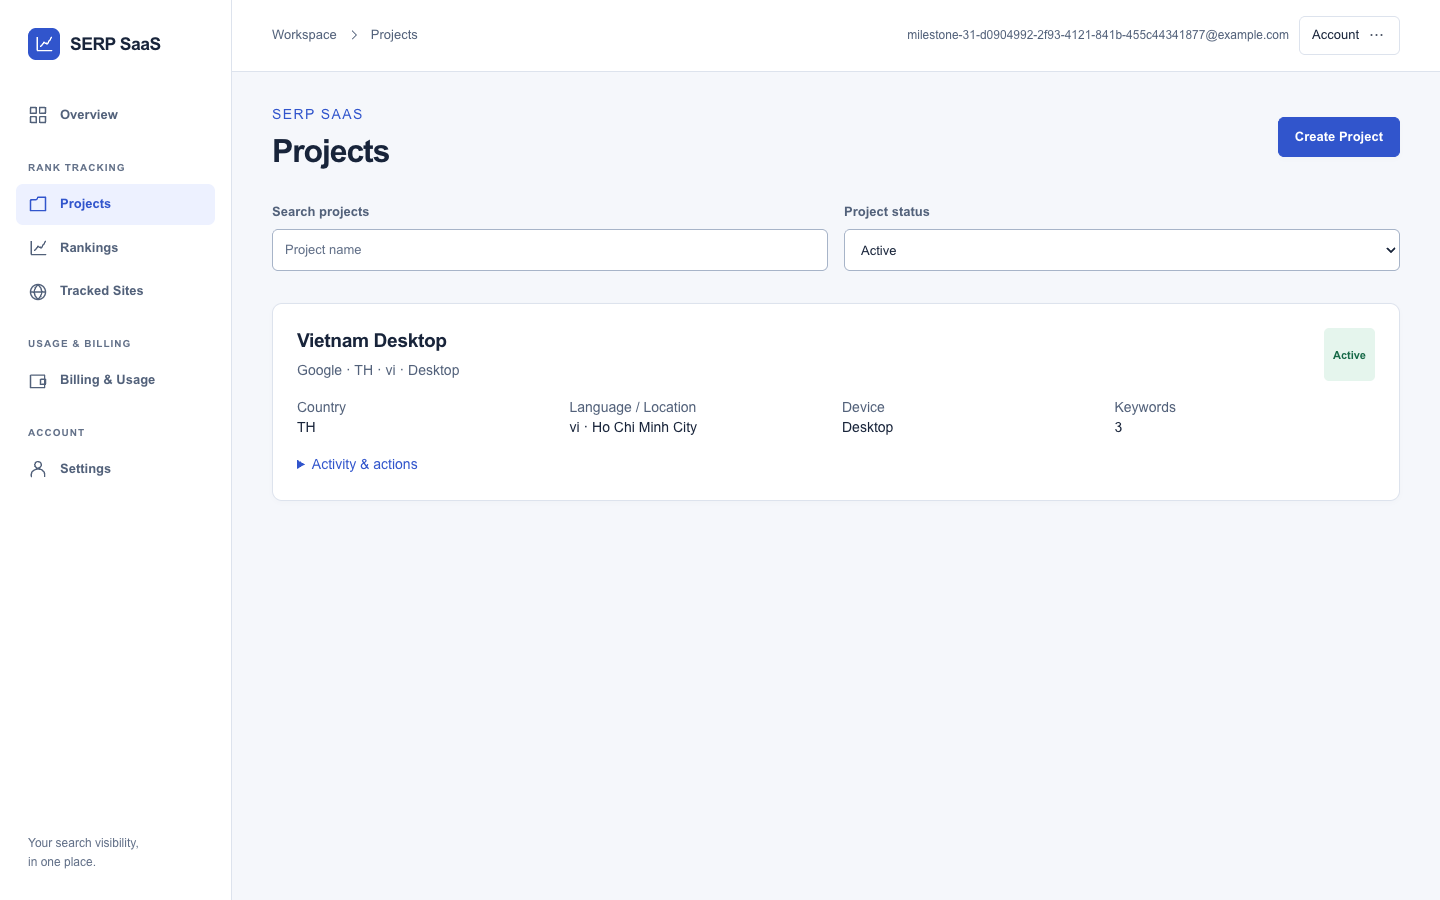 SERP SaaS
Overview
RANK TRACKING
Projects
Rankings
Tracked Sites
USAGE & BILLING
Billing & Usage
ACCOUNT
Settings
Your search visibility,
in one place.
Workspace > Projects
milestone-31-d0904992-2f93-4121-841b-455c44341877@example.com
Account ···
SERP SAAS
Projects
Create Project
Search projects
Project name
Project status
Active
Vietnam Desktop
Google · TH · vi · Desktop
Active
Country
TH
Language / Location
vi · Ho Chi Minh City
Device
Desktop
Keywords
3
Activity & actions